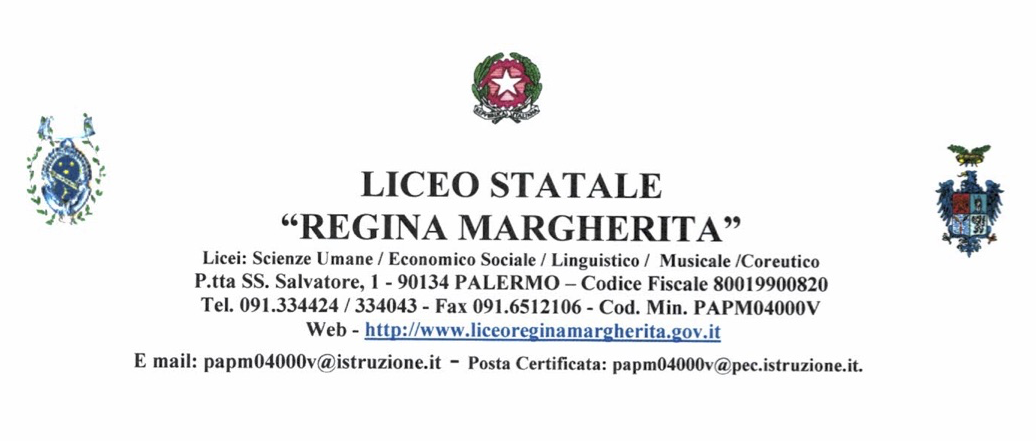 LICEO STATALE
“REGINA MARGHERITA”
Licei: Scienze Umane / Economico Sociale / Linguistico / Musicale /Coreutico
P.tta SS. Salvatore, 1 - 90134 PALERMO – Codice Fiscale 80019900820
Tel. 091.334424 / 334043 - Fax 091.6512106 - Cod. Min. PAPM04000V
Web - http://www.liceoreginamargherita.gov.it
E mail: papm04000v@istruzione.it - Posta Certificata: papm04000v@pec.istruzione.it.